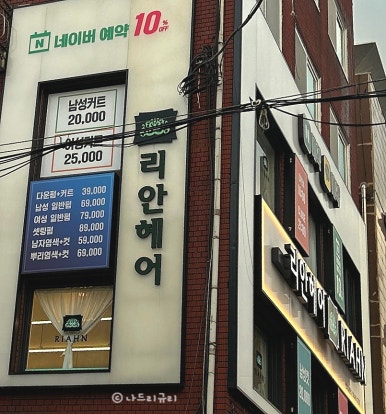 네이버 예약 10% OFF
남성커트
20,000
여성커트
25,000
다운펌+커트 39,000
남성 일반펌 69,000
여성 일반펌 79,000
셋팅펌 89,000
남자염색+컷 59,000
뿌리염색+컷 69,000
리안헤어
RIAHN
리안헤어
RIAHN
© 나드리규리